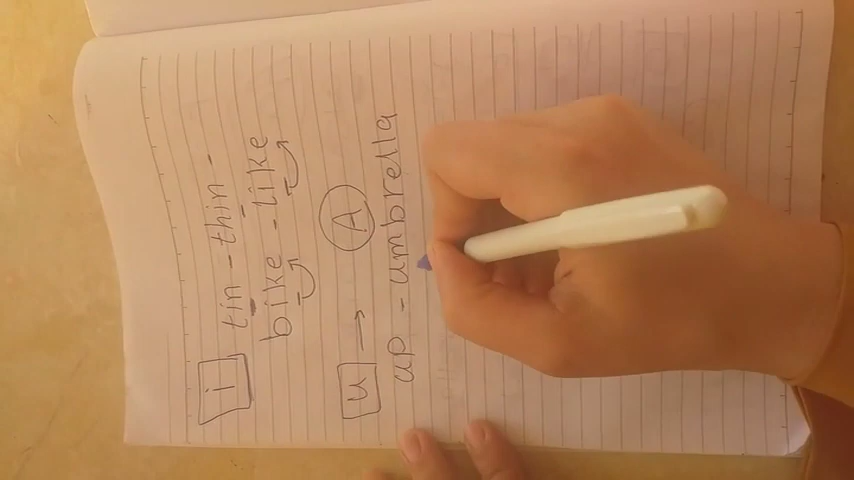 i tin - thin -
bike - like
u → A
up - umbrella